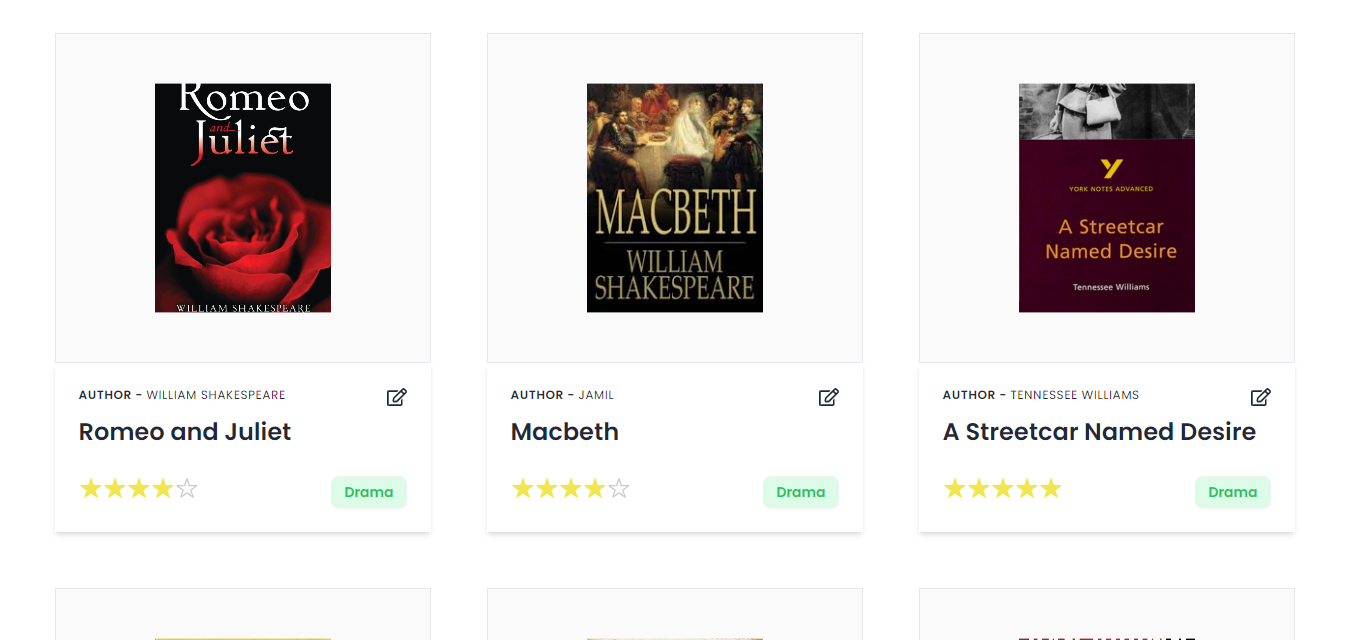 Romeo
and
Juliet
WILLIAM SHAKESPEARE
AUTHOR - WILLIAM SHAKESPEARE
Romeo and Juliet
Drama
MACBETH
WILLIAM
SHAKESPEARE
AUTHOR - JAMIL
Macbeth
Drama
YORK NOTES ADVANCED
A Streetcar
Named Desire
Tennessee Williams
AUTHOR - TENNESSEE WILLIAMS
A Streetcar Named Desire
Drama